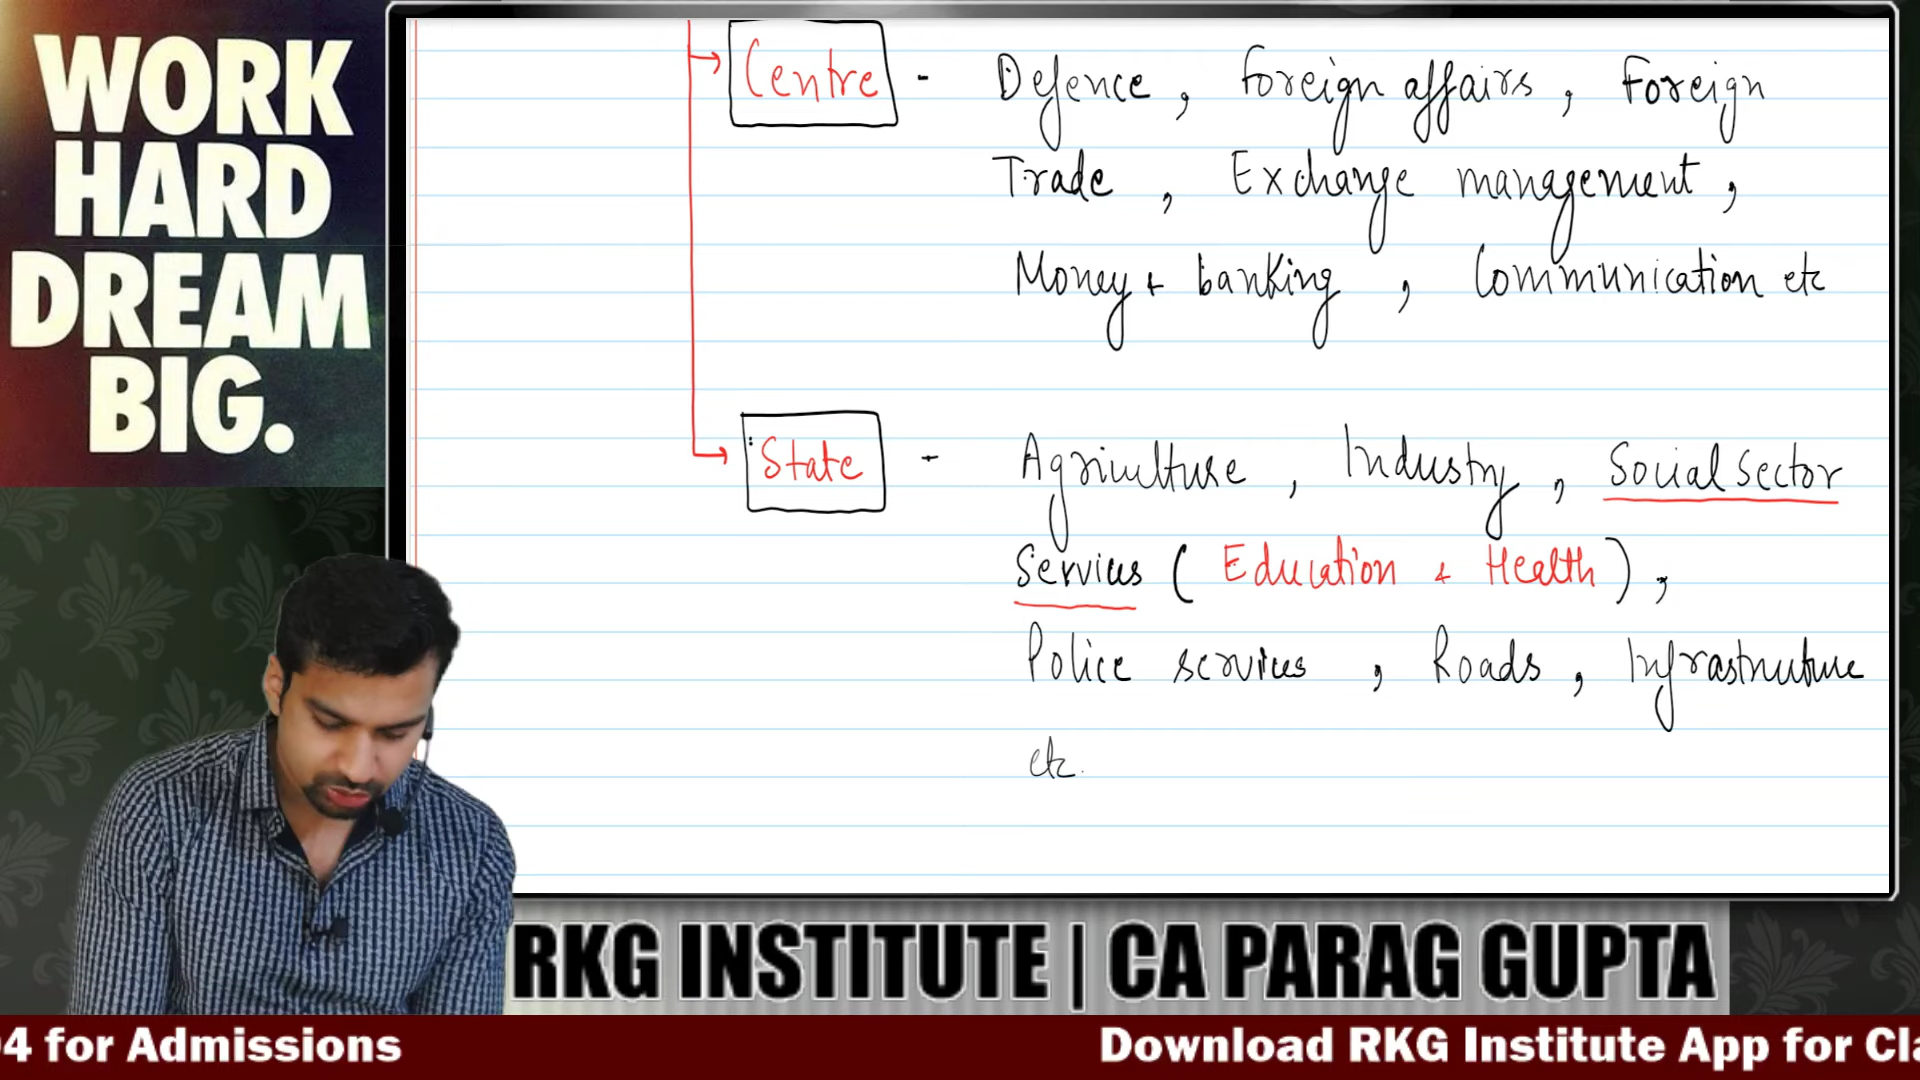 WORK
HARD
DREAM
BIG.
Centre - Defence, foreign affairs, Foreign
Trade, Exchange management,
Money + banking, Communication etc
State - Agriculture, Industry, Social Sector
Services (Education + Health),
Police services, Roads, Infrastructure
etc.
RKG INSTITUTE | CA PARAG GUPTA
04 for Admissions
Download RKG Institute App for Cla